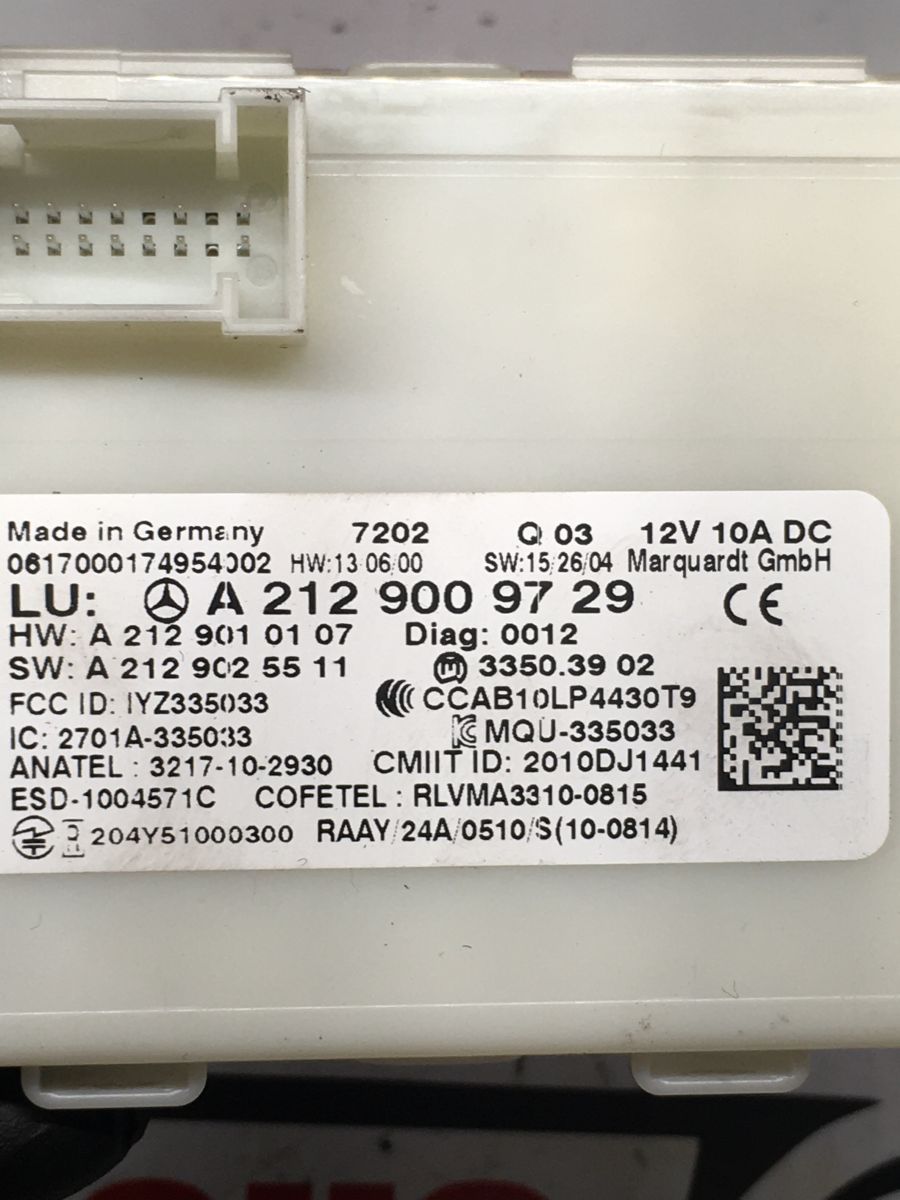 Made in Germany 7202 Q 03 12V 10A DC
0617000174954002 HW:13/06/00 SW:15/26/04 Marquardt GmbH
LU: A 212 900 97 29 CE
HW: A 212 901 01 07 Diag: 0012
SW: A 212 902 55 11 M 3350.39 02
FCC ID: IYZ335033 CCAB10LP4430T9
IC: 2701A-335033 MQU-335033
ANATEL : 3217-10-2930 CMIIT ID: 2010DJ1441
ESD-1004571C COFETEL : RLVMA3310-0815
204Y51000300 RAAY/24A/0510/S(10-0814)